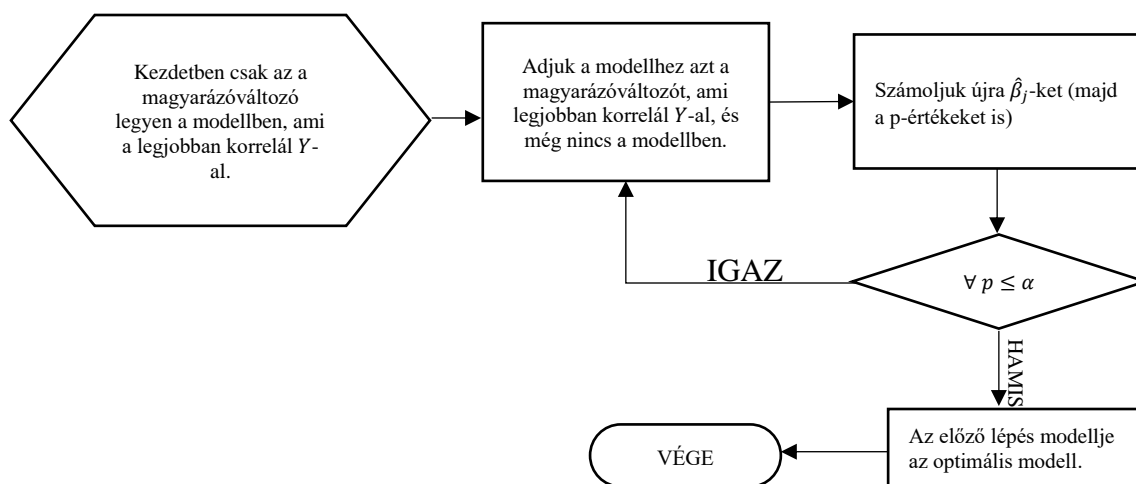 Kezdetben csak az a
magyarázóváltozó
legyen a modellben, ami
a legjobban korrelál Y-
al.
Adjuk a modellhez azt a
magyarázóváltozót, ami
legjobban korrelál Y-al, és
még nincs a modellben.
Számoljuk újra β̂ⱼ-ket (majd
a p-értékeket is)
IGAZ
∀ p ≤ α
HAMIS
Az előző lépés modellje
az optimális modell.
VÉGE